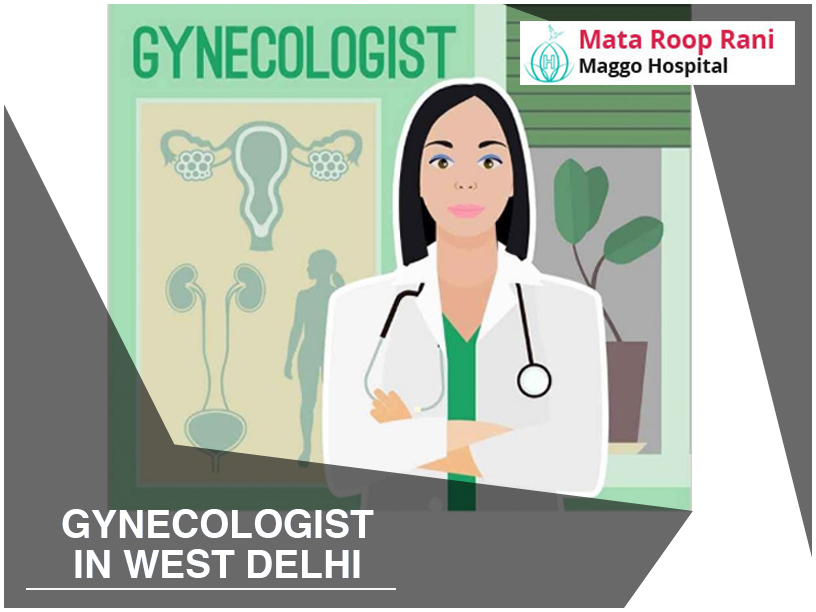 GYNECOLOGIST
Mata Roop Rani
Maggo Hospital
H
GYNECOLOGIST
IN WEST DELHI